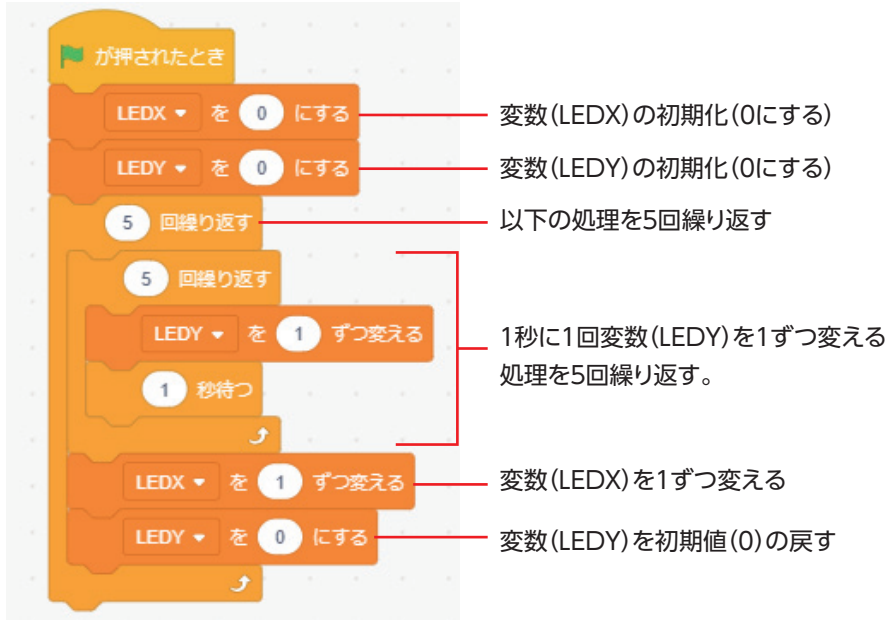 が押されたとき
LEDX を 0 にする
変数(LEDX)の初期化(0にする)
LEDY を 0 にする
変数(LEDY)の初期化(0にする)
5 回繰り返す
以下の処理を5回繰り返す
5 回繰り返す
LEDY を 1 ずつ変える
1 秒待つ
1秒に1回変数(LEDY)を1ずつ変える
処理を5回繰り返す。
LEDX を 1 ずつ変える
変数(LEDX)を1ずつ変える
LEDY を 0 にする
変数(LEDY)を初期値(0)の戻す